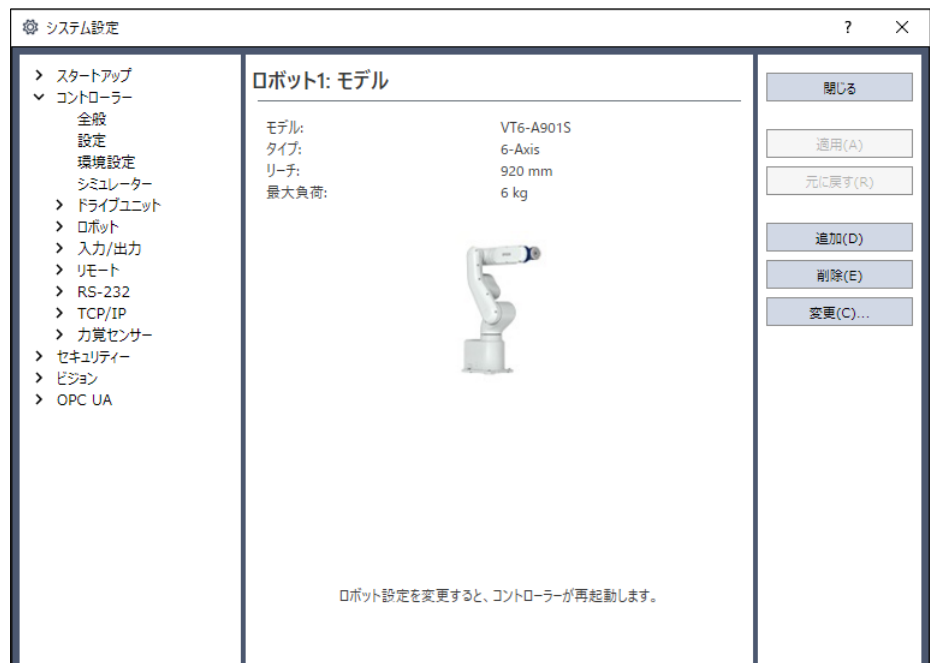 システム設定
?
スタートアップ
コントローラー
全般
設定
環境設定
シミュレーター
ドライブユニット
ロボット
入力/出力
リモート
RS-232
TCP/IP
力覚センサー
セキュリティー
ビジョン
OPC UA
ロボット1: モデル
モデル: VT6-A901S
タイプ: 6-Axis
リーチ: 920 mm
最大負荷: 6 kg
ロボット設定を変更すると、コントローラーが再起動します。
閉じる
適用(A)
元に戻す(R)
追加(D)
削除(E)
変更(C)...